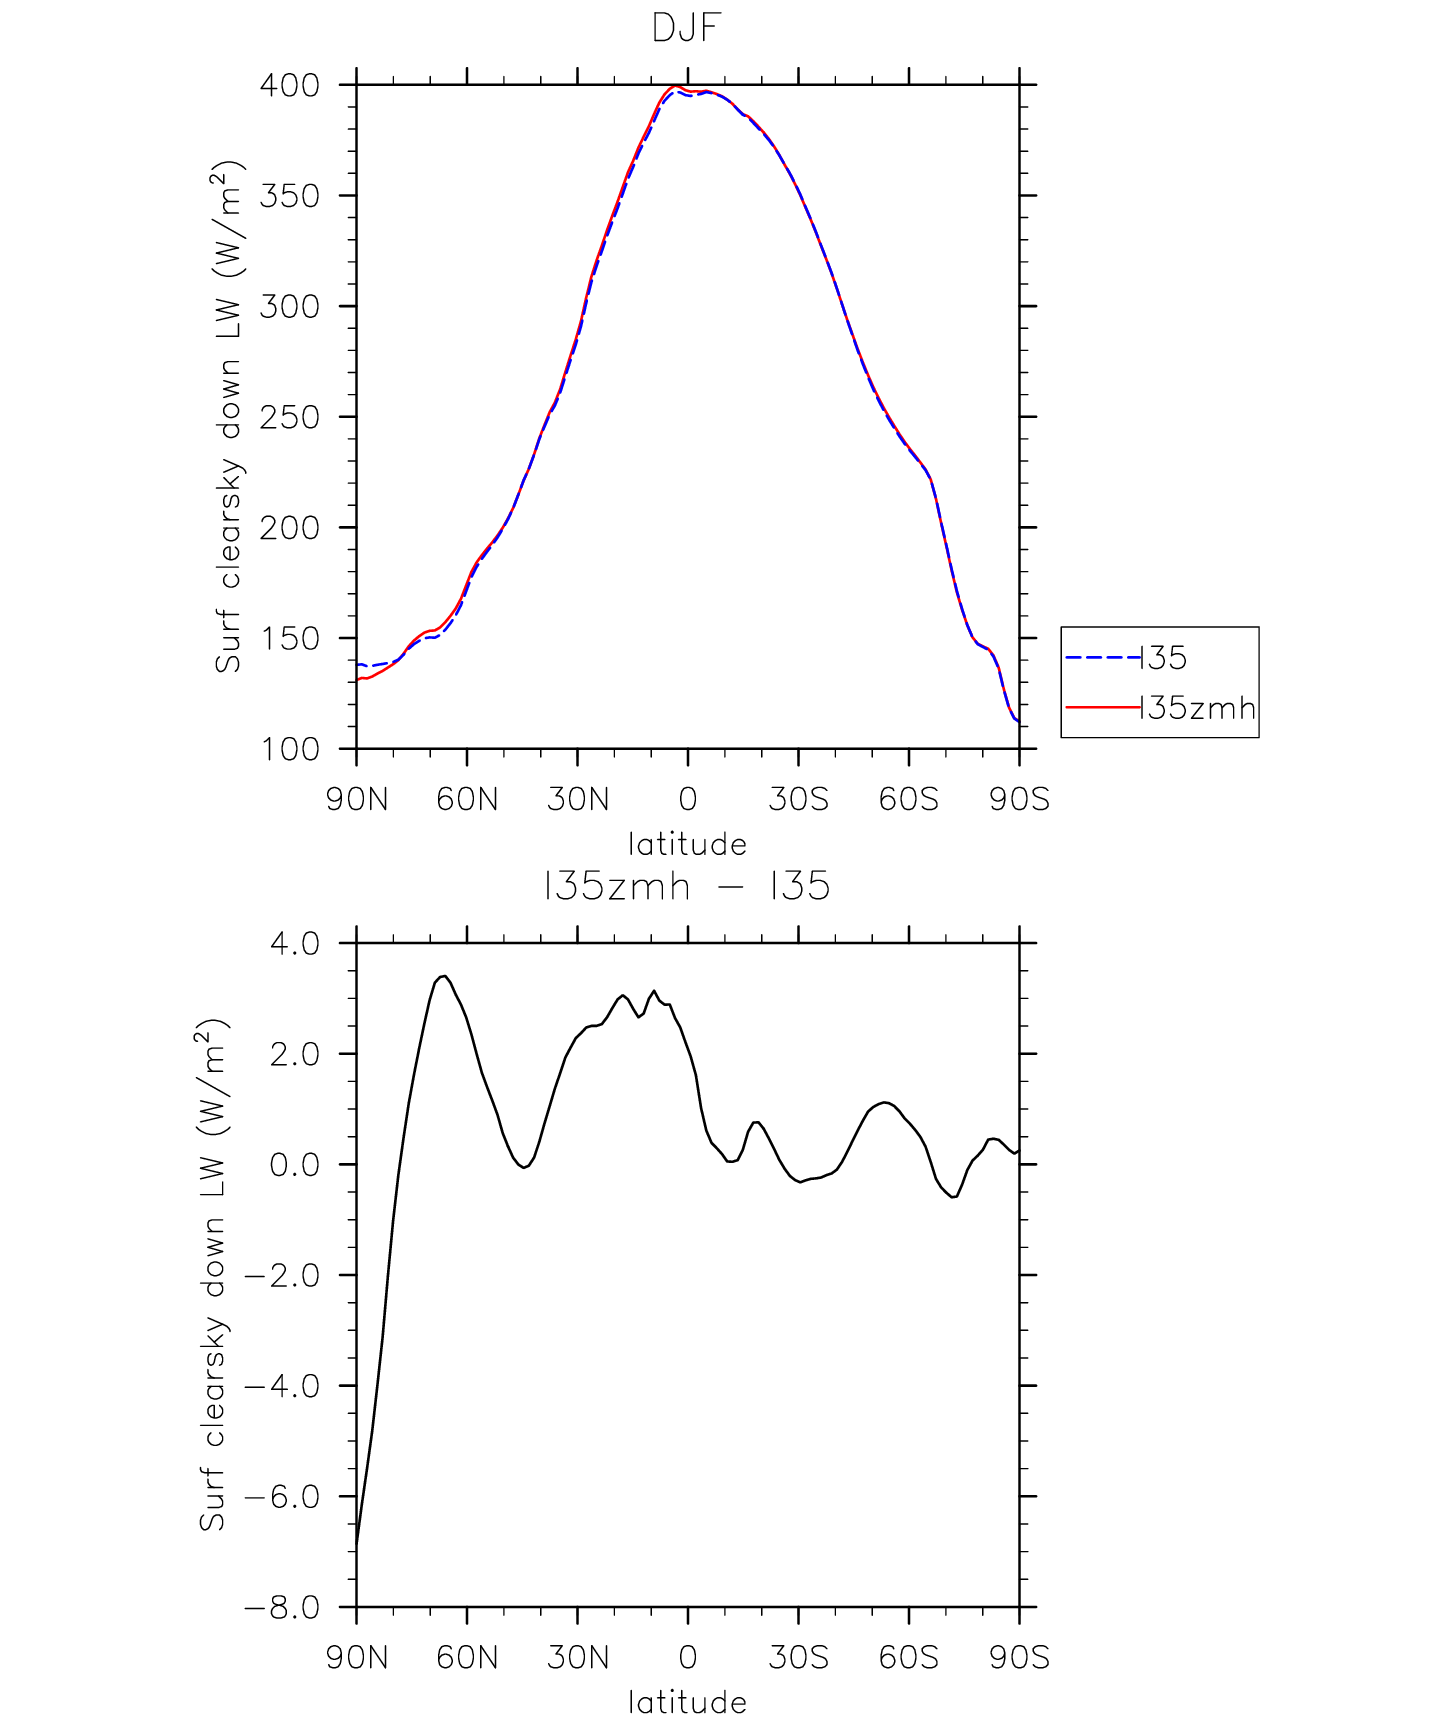 DJF
Surf clearsky down LW (W/m²)
400
350
300
250
200
150
100
90N 60N 30N 0 30S 60S 90S
latitude
I35
I35zmh
I35zmh − I35
Surf clearsky down LW (W/m²)
4.0
2.0
0.0
−2.0
−4.0
−6.0
−8.0
90N 60N 30N 0 30S 60S 90S
latitude